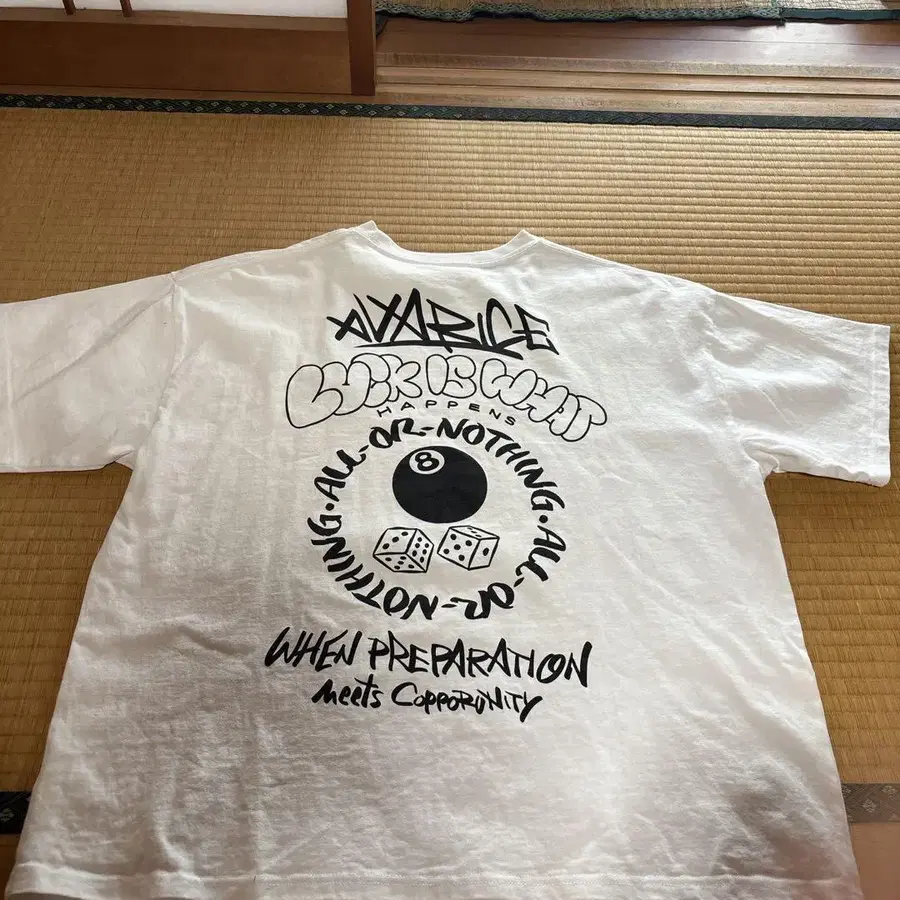 AVARICE
LUCK IS WHAT
HAPPENS
ALL-OR-NOTHING·ALL-OR-NOTHING·
8
WHEN PREPARATION
Meets COPPORUNITY